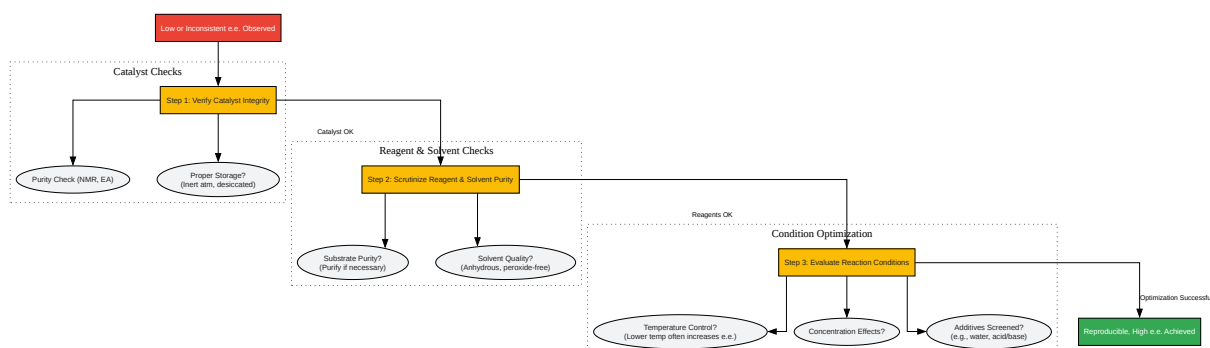 Low or Inconsistent e.e. Observed
Catalyst Checks
Step 1: Verify Catalyst Integrity
Purity Check (NMR, EA)
Proper Storage?
(Inert atm, desiccated)
Catalyst OK
Reagent & Solvent Checks
Step 2: Scrutinize Reagent & Solvent Purity
Substrate Purity?
(Purify if necessary)
Solvent Quality?
(Anhydrous, peroxide-free)
Reagents OK
Condition Optimization
Step 3: Evaluate Reaction Conditions
Temperature Control?
(Lower temp often increases e.e.)
Concentration Effects?
Additives Screened?
(e.g., water, acid/base)
Optimization Successfu
Reproducible, High e.e. Achieved